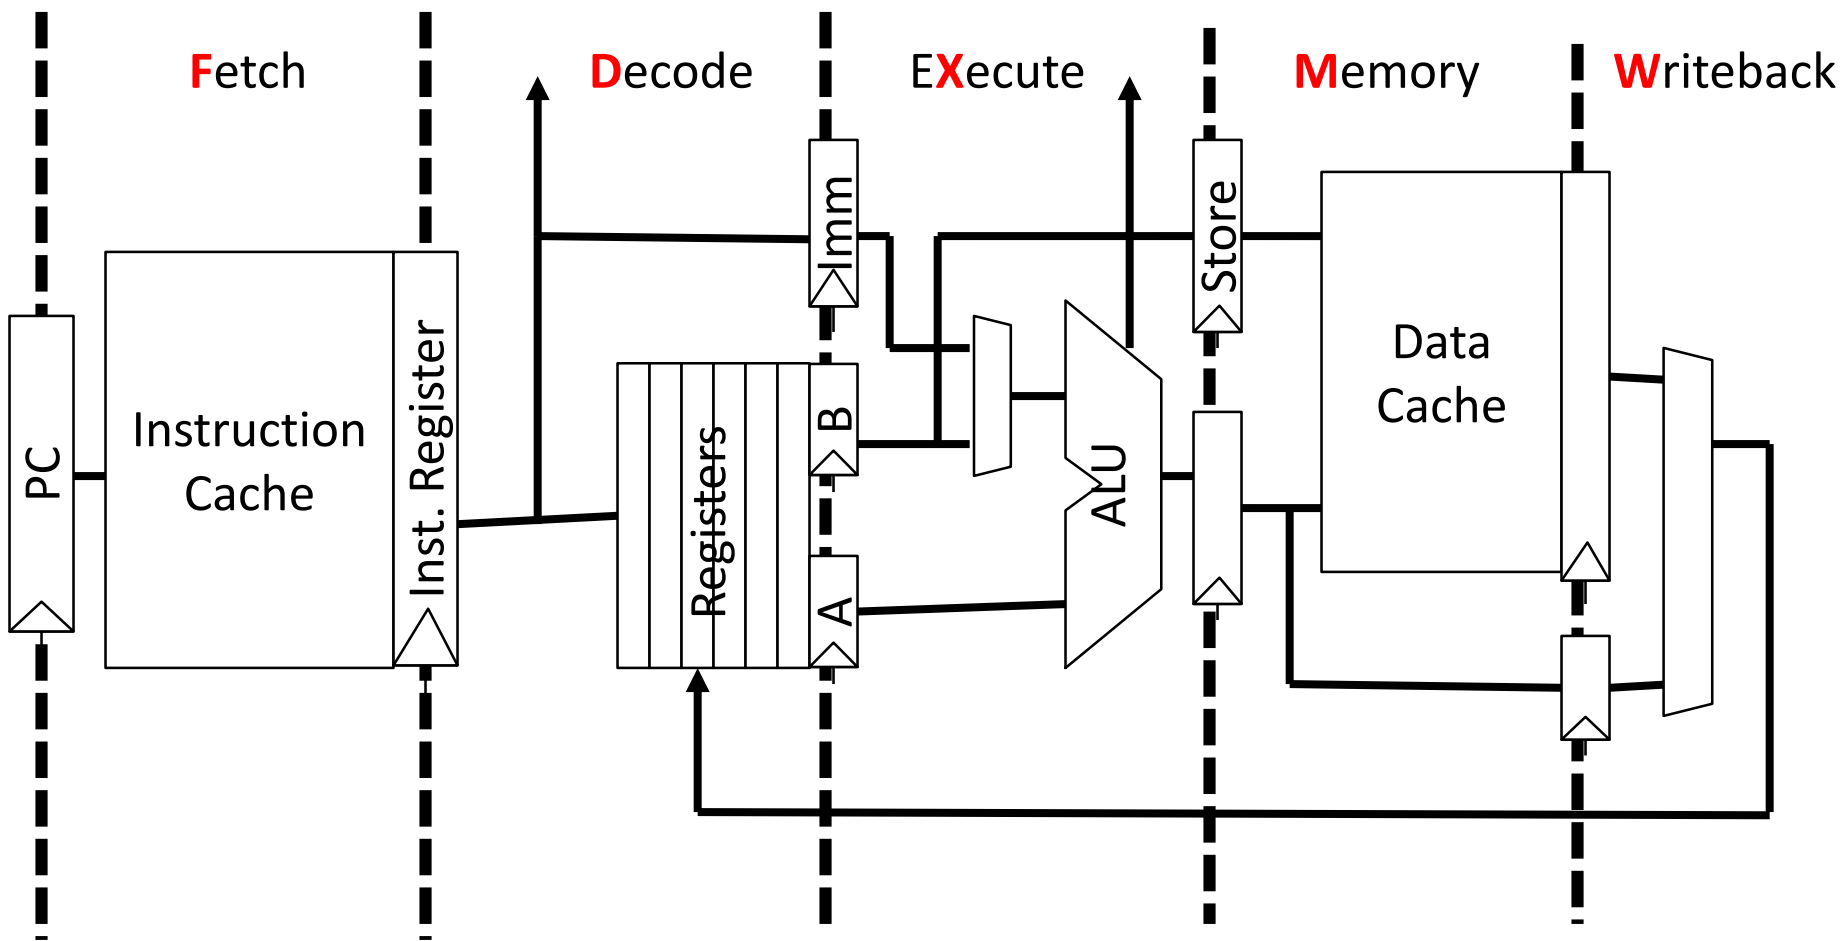 Fetch
Decode
EXecute
Memory
Writeback
PC
Instruction
Cache
Inst. Register
Registers
Imm
B
A
ALU
Store
Data
Cache